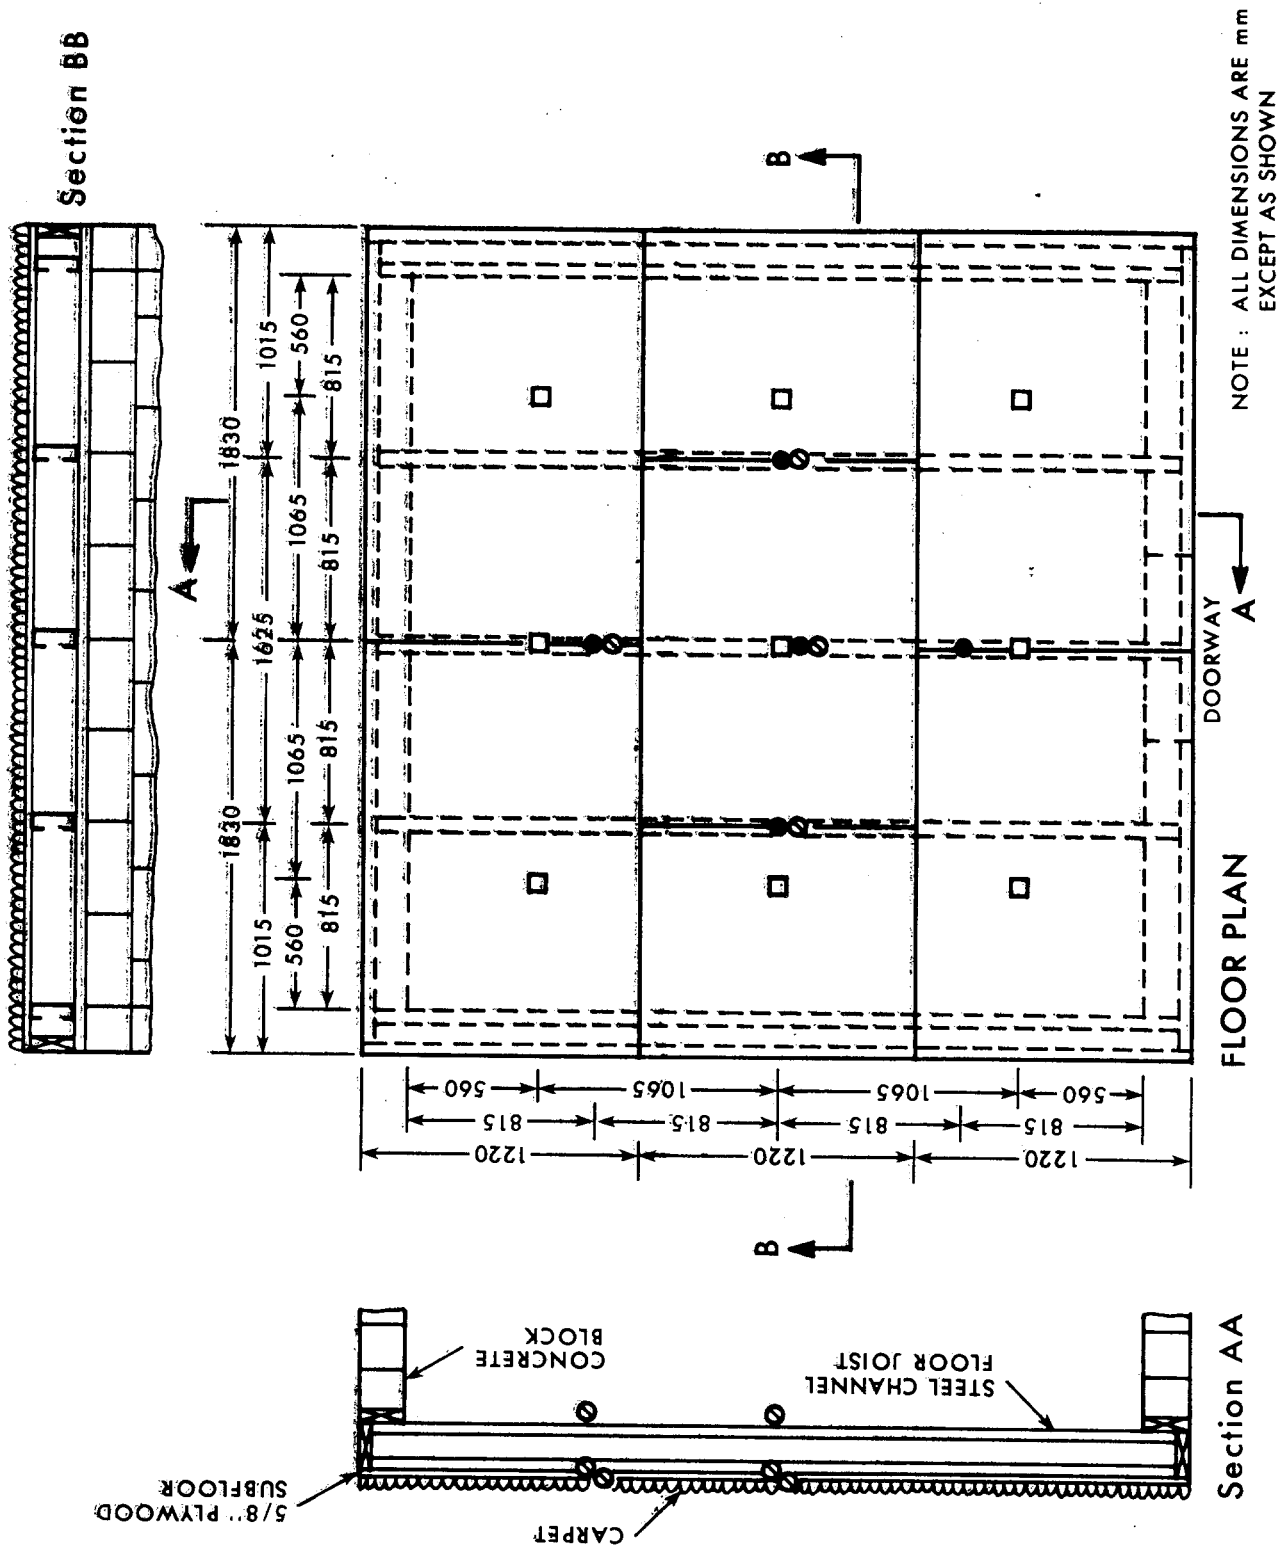 Section BB
A
1830
1830
1015
1625
1015
560
1065
1065
560
815
815
815
815
B
B
1220
1220
1220
815
815
815
815
560
1065
1065
560
DOORWAY
A
FLOOR PLAN
NOTE : ALL DIMENSIONS ARE mm
EXCEPT AS SHOWN
5/8" PLYWOOD
SUBFLOOR
CARPET
CONCRETE
BLOCK
STEEL CHANNEL
FLOOR JOIST
Section AA